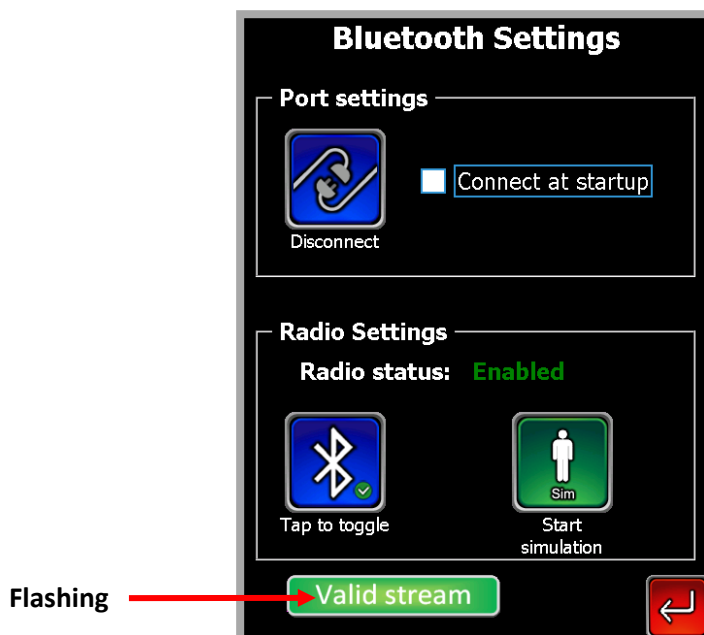 Bluetooth Settings
Port settings
Connect at startup
Disconnect
Radio Settings
Radio status: Enabled
Sim
Tap to toggle
Start
simulation
Flashing
Valid stream